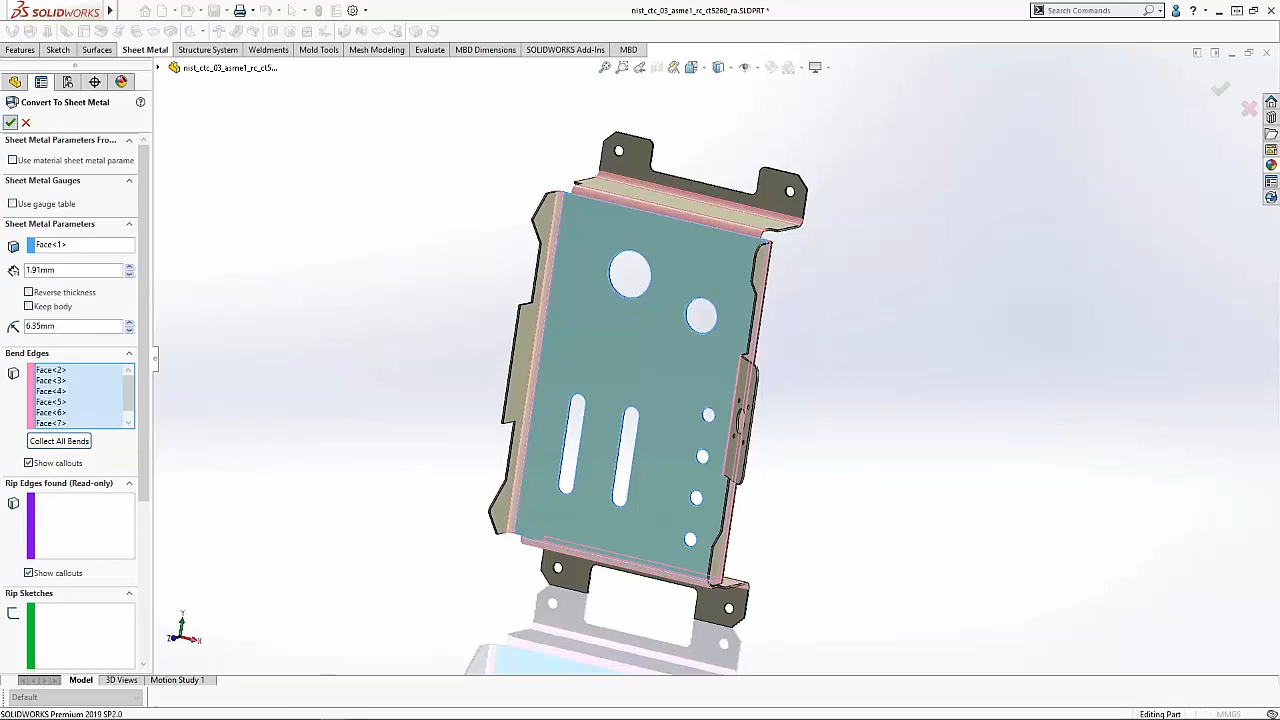 SOLIDWORKS
nist_ctc_03_asme1_rc_ct5260_ra.SLDPRT *
Search Commands
Features Sketch Surfaces Sheet Metal Structure System Weldments Mold Tools Mesh Modeling Evaluate MBD Dimensions SOLIDWORKS Add-Ins MBD
nist_ctc_03_asme1_rc_ct5...
Convert To Sheet Metal
Sheet Metal Parameters Fro...
Use material sheet metal parame
Sheet Metal Gauges
Use gauge table
Sheet Metal Parameters
Face<1>
1.91mm
Reverse thickness
Keep body
6.35mm
Bend Edges
Face<2>
Face<3>
Face<4>
Face<5>
Face<6>
Face<7>
Collect All Bends
Show callouts
Rip Edges found (Read-only)
Show callouts
Rip Sketches
Y
Z X
Model 3D Views Motion Study 1
Default
SOLIDWORKS Premium 2019 SP2.0
Editing Part
MMGS